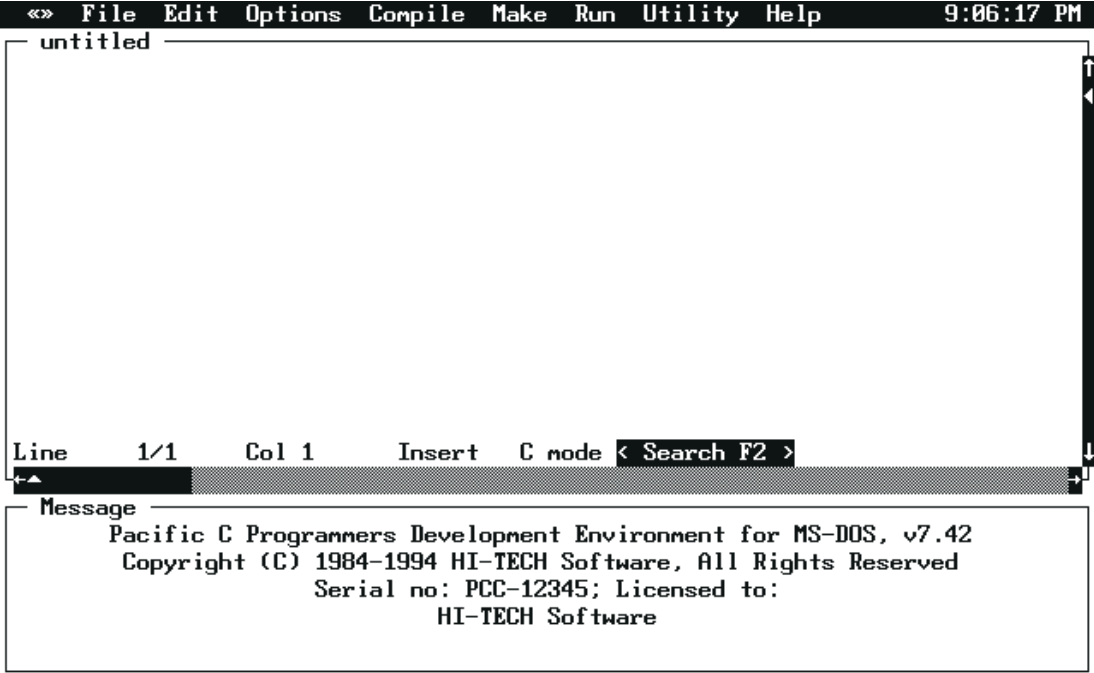 «» File Edit Options Compile Make Run Utility Help 9:06:17 PM
untitled
Line 1/1 Col 1 Insert C mode < Search F2 >
Message
Pacific C Programmers Development Environment for MS-DOS, v7.42
Copyright (C) 1984-1994 HI-TECH Software, All Rights Reserved
Serial no: PCC-12345; Licensed to:
HI-TECH Software